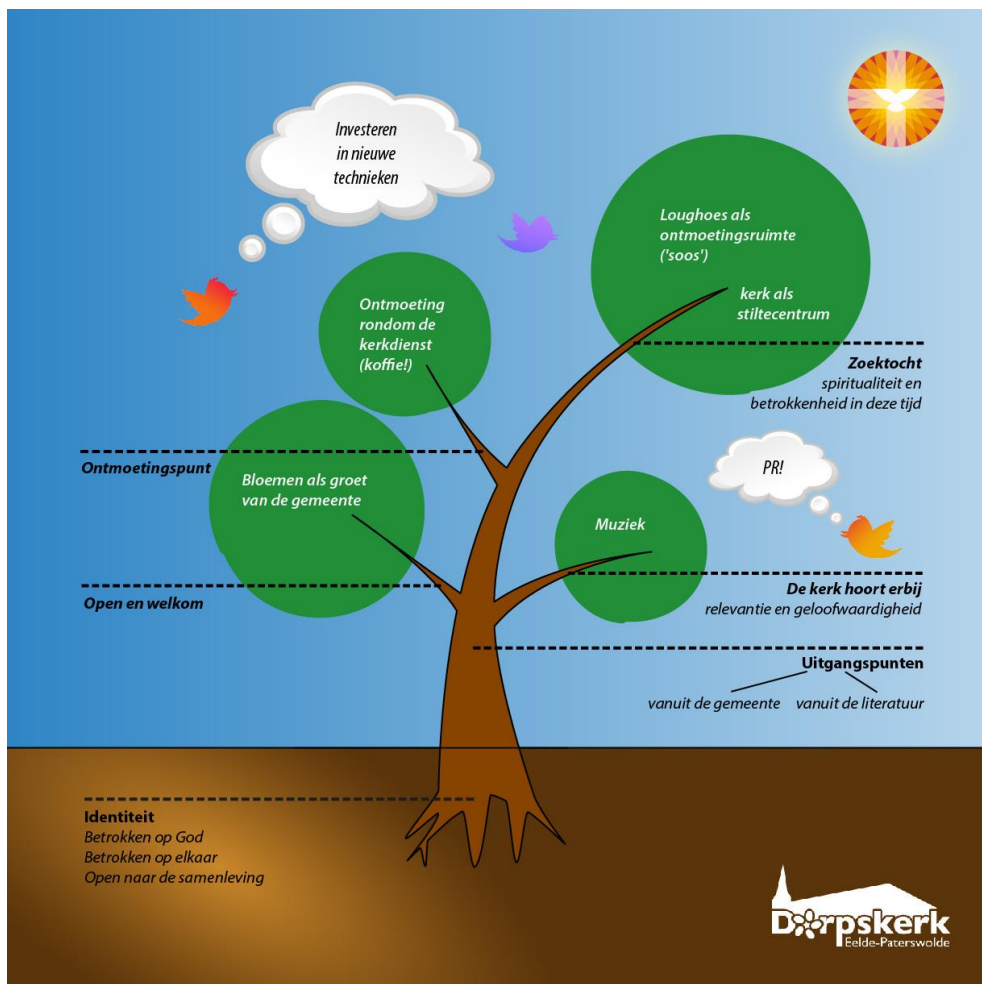 Investeren
in nieuwe
technieken
Loughoes als
ontmoetingsruimte
('soos')
kerk als
stiltecentrum
Ontmoeting
rondom de
kerkdienst
(koffie!)
Zoektocht
spiritualiteit en
betrokkenheid in deze tijd
Ontmoetingspunt
Bloemen als groet
van de gemeente
PR!
Muziek
Open en welkom
De kerk hoort erbij
relevantie en geloofwaardigheid
Uitgangspunten
vanuit de gemeente
vanuit de literatuur
Identiteit
Betrokken op God
Betrokken op elkaar
Open naar de samenleving
Dorpskerk
Eelde-Paterswolde